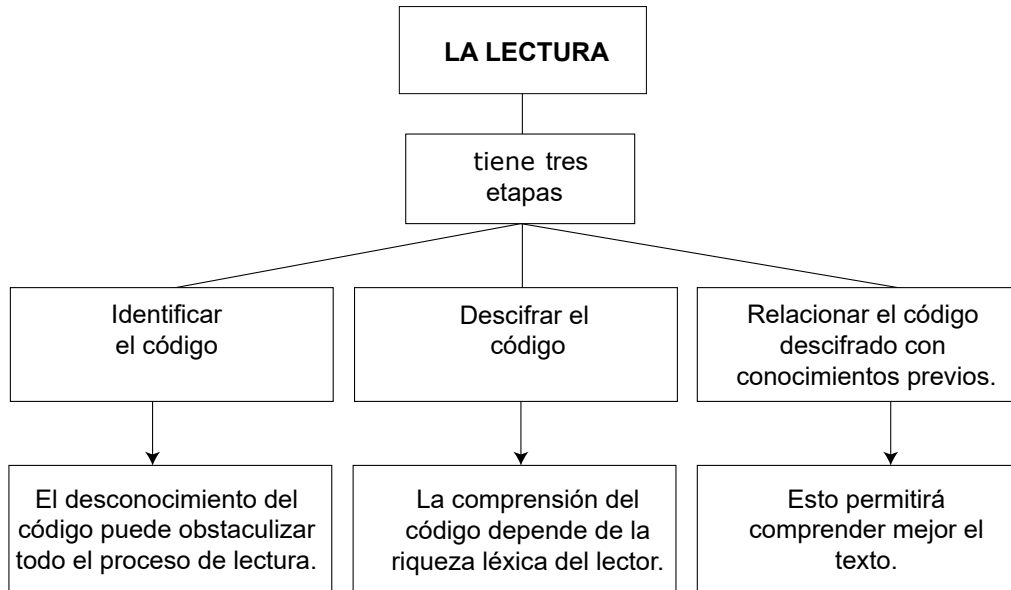 LA LECTURA
tiene tres
etapas
Identificar
el código
Descifrar el
código
Relacionar el código
descifrado con
conocimientos previos.
El desconocimiento del
código puede obstaculizar
todo el proceso de lectura.
La comprensión del
código depende de la
riqueza léxica del lector.
Esto permitirá
comprender mejor el
texto.